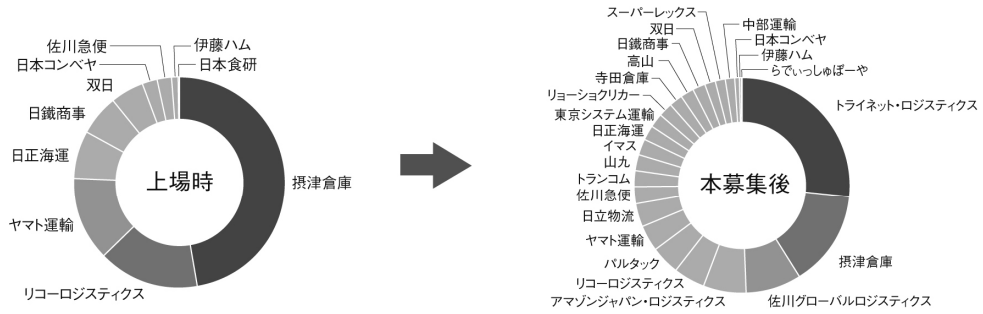 佐川急便
伊藤ハム
日本コンベヤ
日本食研
双日
日鐵商事
日正海運
ヤマト運輸
リコーロジスティクス
摂津倉庫
上場時
スーパーレックス
中部運輸
双日
日本コンベヤ
日鐵商事
伊藤ハム
高山
らでぃっしゅぼーや
寺田倉庫
リョーショクリカー
トライネット・ロジスティクス
東京システム運輸
日正海運
イマス
山九
トランコム
佐川急便
日立物流
ヤマト運輸
パルタック
リコーロジスティクス
アマゾンジャパン・ロジスティクス
佐川グローバルロジスティクス
摂津倉庫
本募集後